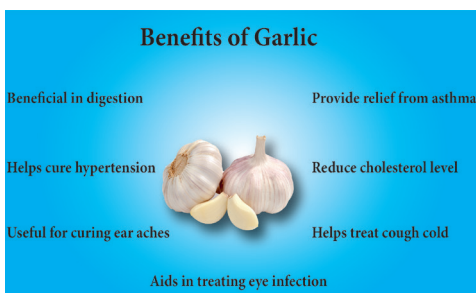 Benefits of Garlic
Beneficial in digestion
Provide relief from asthma
Helps cure hypertension
Reduce cholesterol level
Useful for curing ear aches
Helps treat cough cold
Aids in treating eye infection